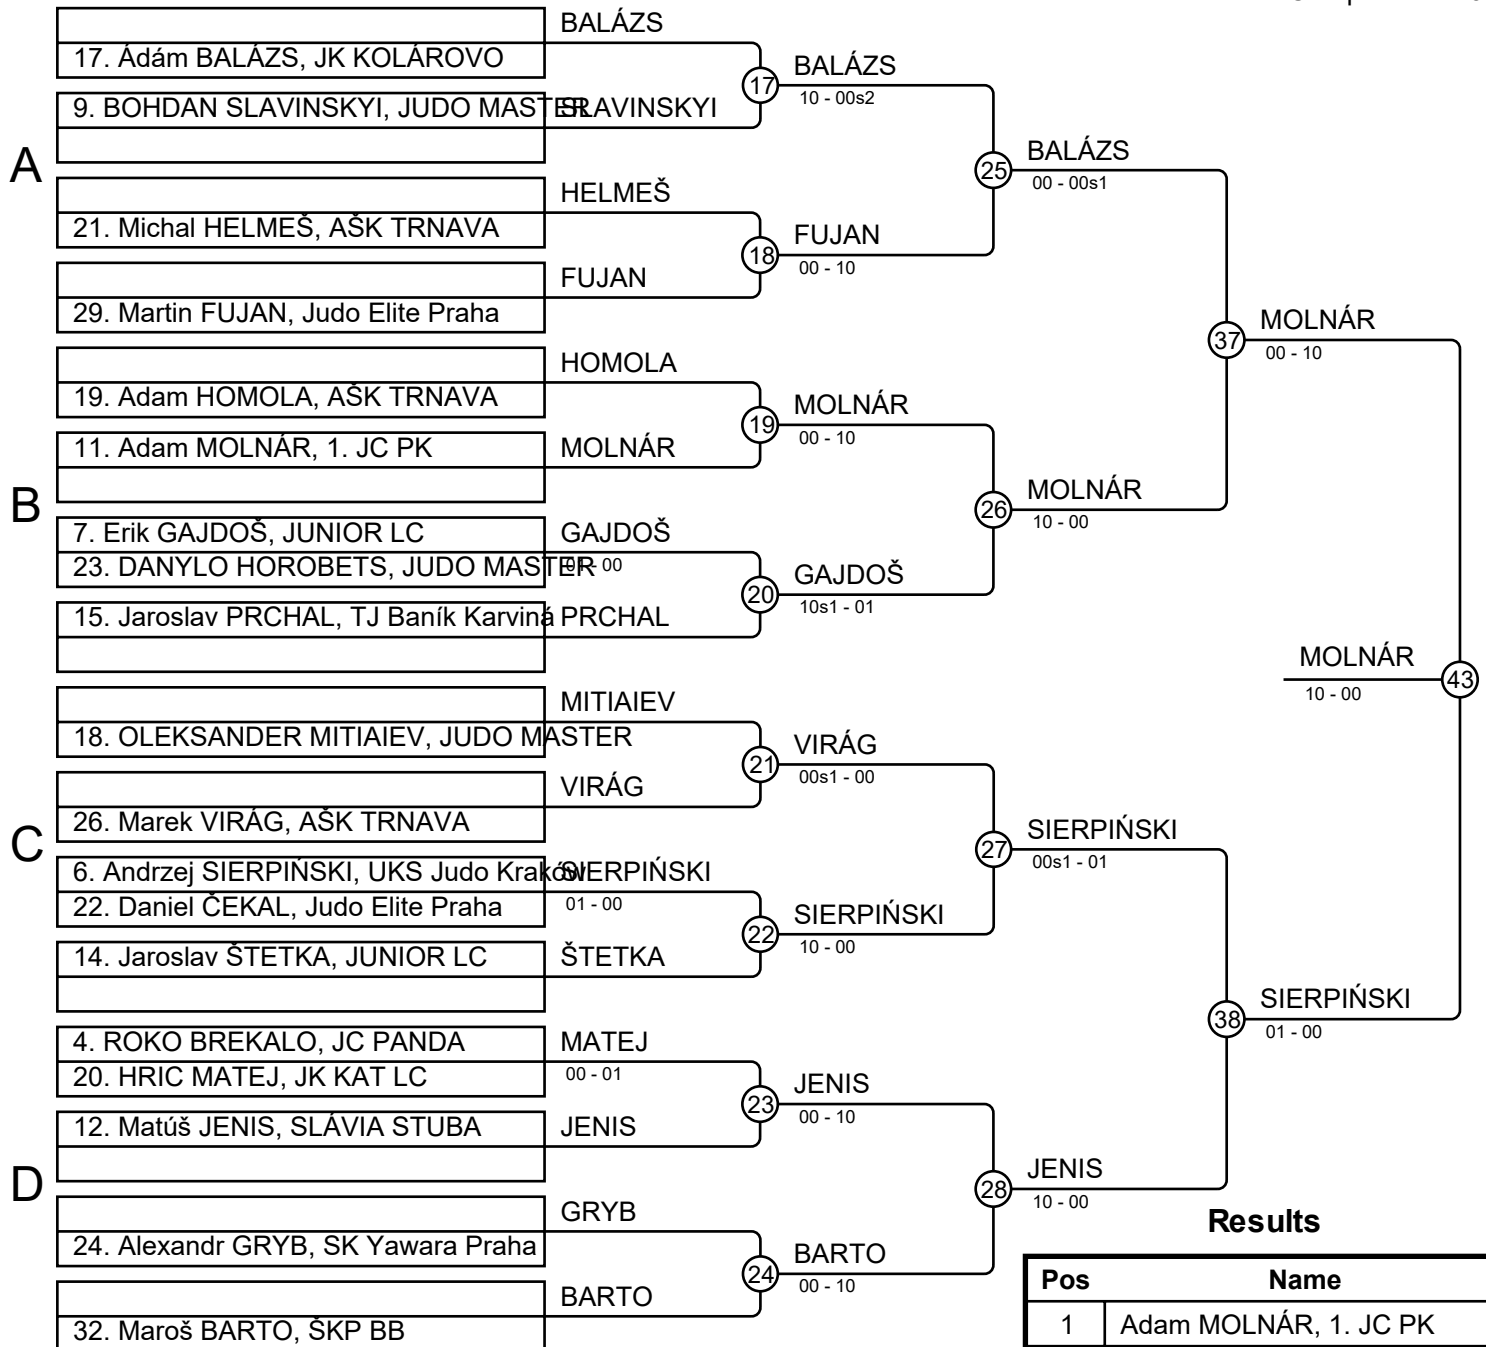 BALÁZS
17. Ádám BALÁZS, JK KOLÁROVO
17
BALÁZS
10 - 00s2
9. BOHDAN SLAVINSKYI, JUDO MASTER
SLAVINSKYI
A
25
BALÁZS
00 - 00s1
HELMEŠ
21. Michal HELMEŠ, AŠK TRNAVA
18
FUJAN
00 - 10
FUJAN
29. Martin FUJAN, Judo Elite Praha
37
MOLNÁR
00 - 10
HOMOLA
19. Adam HOMOLA, AŠK TRNAVA
19
MOLNÁR
00 - 10
11. Adam MOLNÁR, 1. JC PK
MOLNÁR
B
26
MOLNÁR
10 - 00
7. Erik GAJDOŠ, JUNIOR LC
GAJDOŠ
23. DANYLO HOROBETS, JUDO MASTER
01 - 00
20
GAJDOŠ
10s1 - 01
15. Jaroslav PRCHAL, TJ Baník Karviná
PRCHAL
MOLNÁR
10 - 00
43
MITIAIEV
18. OLEKSANDER MITIAIEV, JUDO MASTER
21
VIRÁG
00s1 - 00
VIRÁG
26. Marek VIRÁG, AŠK TRNAVA
C
27
SIERPIŃSKI
00s1 - 01
6. Andrzej SIERPIŃSKI, UKS Judo Kraków
SIERPIŃSKI
22. Daniel ČEKAL, Judo Elite Praha
01 - 00
22
SIERPIŃSKI
10 - 00
14. Jaroslav ŠTETKA, JUNIOR LC
ŠTETKA
38
SIERPIŃSKI
01 - 00
4. ROKO BREKALO, JC PANDA
MATEJ
20. HRIC MATEJ, JK KAT LC
00 - 01
23
JENIS
00 - 10
12. Matúš JENIS, SLÁVIA STUBA
JENIS
D
28
JENIS
10 - 00
GRYB
24. Alexandr GRYB, SK Yawara Praha
24
BARTO
00 - 10
BARTO
32. Maroš BARTO, ŠKP BB
Results
Pos Name
1 Adam MOLNÁR, 1. JC PK